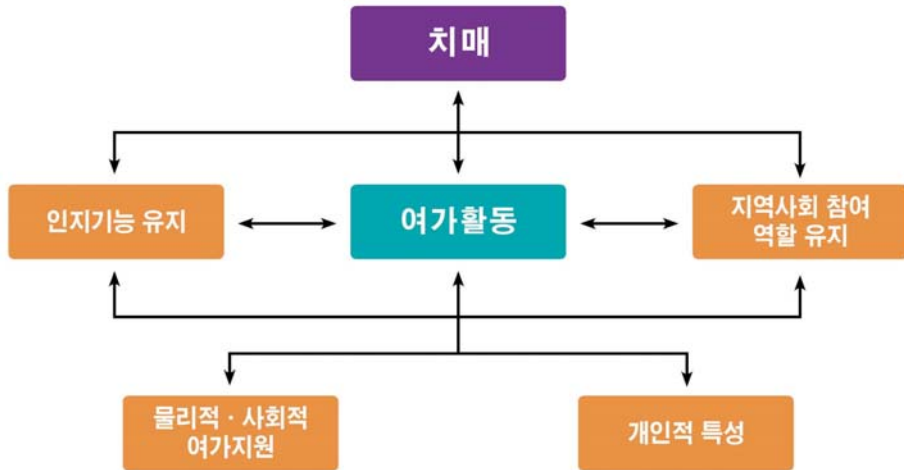 치매
인지기능 유지
여가활동
지역사회 참여
역할 유지
물리적 · 사회적
여가지원
개인적 특성